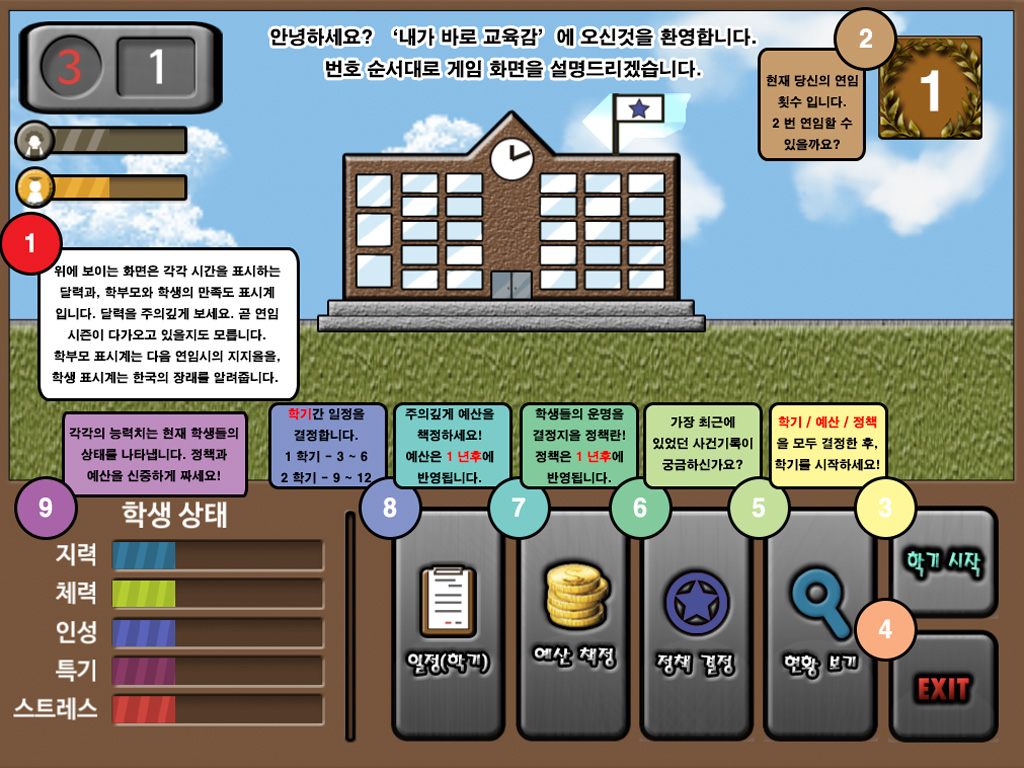 안녕하세요? ‘내가 바로 교육감’ 에 오신것을 환영합니다.
번호 순서대로 게임 화면을 설명드리겠습니다.
3
1
2
1
현재 당신의 연임
횟수 입니다.
2 번 연임할 수
있을까요?
1
위에 보이는 화면은 각각 시간을 표시하는
달력과, 학부모와 학생의 만족도 표시계
입니다. 달력을 주의깊게 보세요. 곧 연임
시즌이 다가오고 있을지도 모릅니다.
학부모 표시계는 다음 연임시의 지지율을,
학생 표시계는 한국의 장래를 알려줍니다.
각각의 능력치는 현재 학생들의
상태를 나타냅니다. 정책과
예산을 신중하게 짜세요!
학기간 일정을
결정합니다.
1 학기 - 3 ~ 6
2 학기 - 9 ~ 12
주의깊게 예산을
책정하세요!
예산은 1 년후에
반영됩니다.
학생들의 운명을
결정지을 정책란!
정책은 1 년후에
반영됩니다.
가장 최근에
있었던 사건기록이
궁금하신가요?
학기 / 예산 / 정책
을 모두 결정한 후,
학기를 시작하세요!
9
8
7
6
5
3
4
학생 상태
지력
체력
인성
특기
스트레스
일정(학기)
예산 책정
정책 결정
현황 보기
학기 시작
EXIT